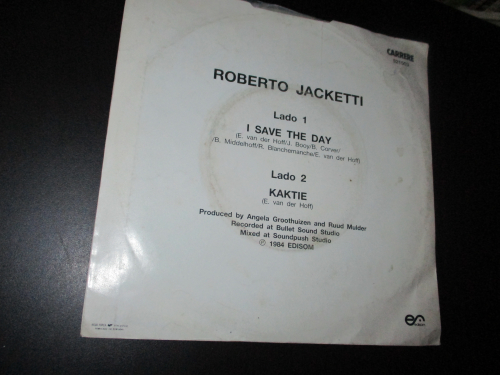 CARRERE
ROBERTO JACKETTI
Lado 1
I SAVE THE DAY
(E. van der Hoff/J. Booy/B. Corver/
/B. Middelhoff/R. Blanchemanche/E. van der Hoff)
Lado 2
KAKTIE
(E. van der Hoff)
Produced by Angela Groothuizen and Ruud Mulder
Recorded at Bullet Sound Studio
Mixed at Soundpush Studio
℗ 1984 EDISOM